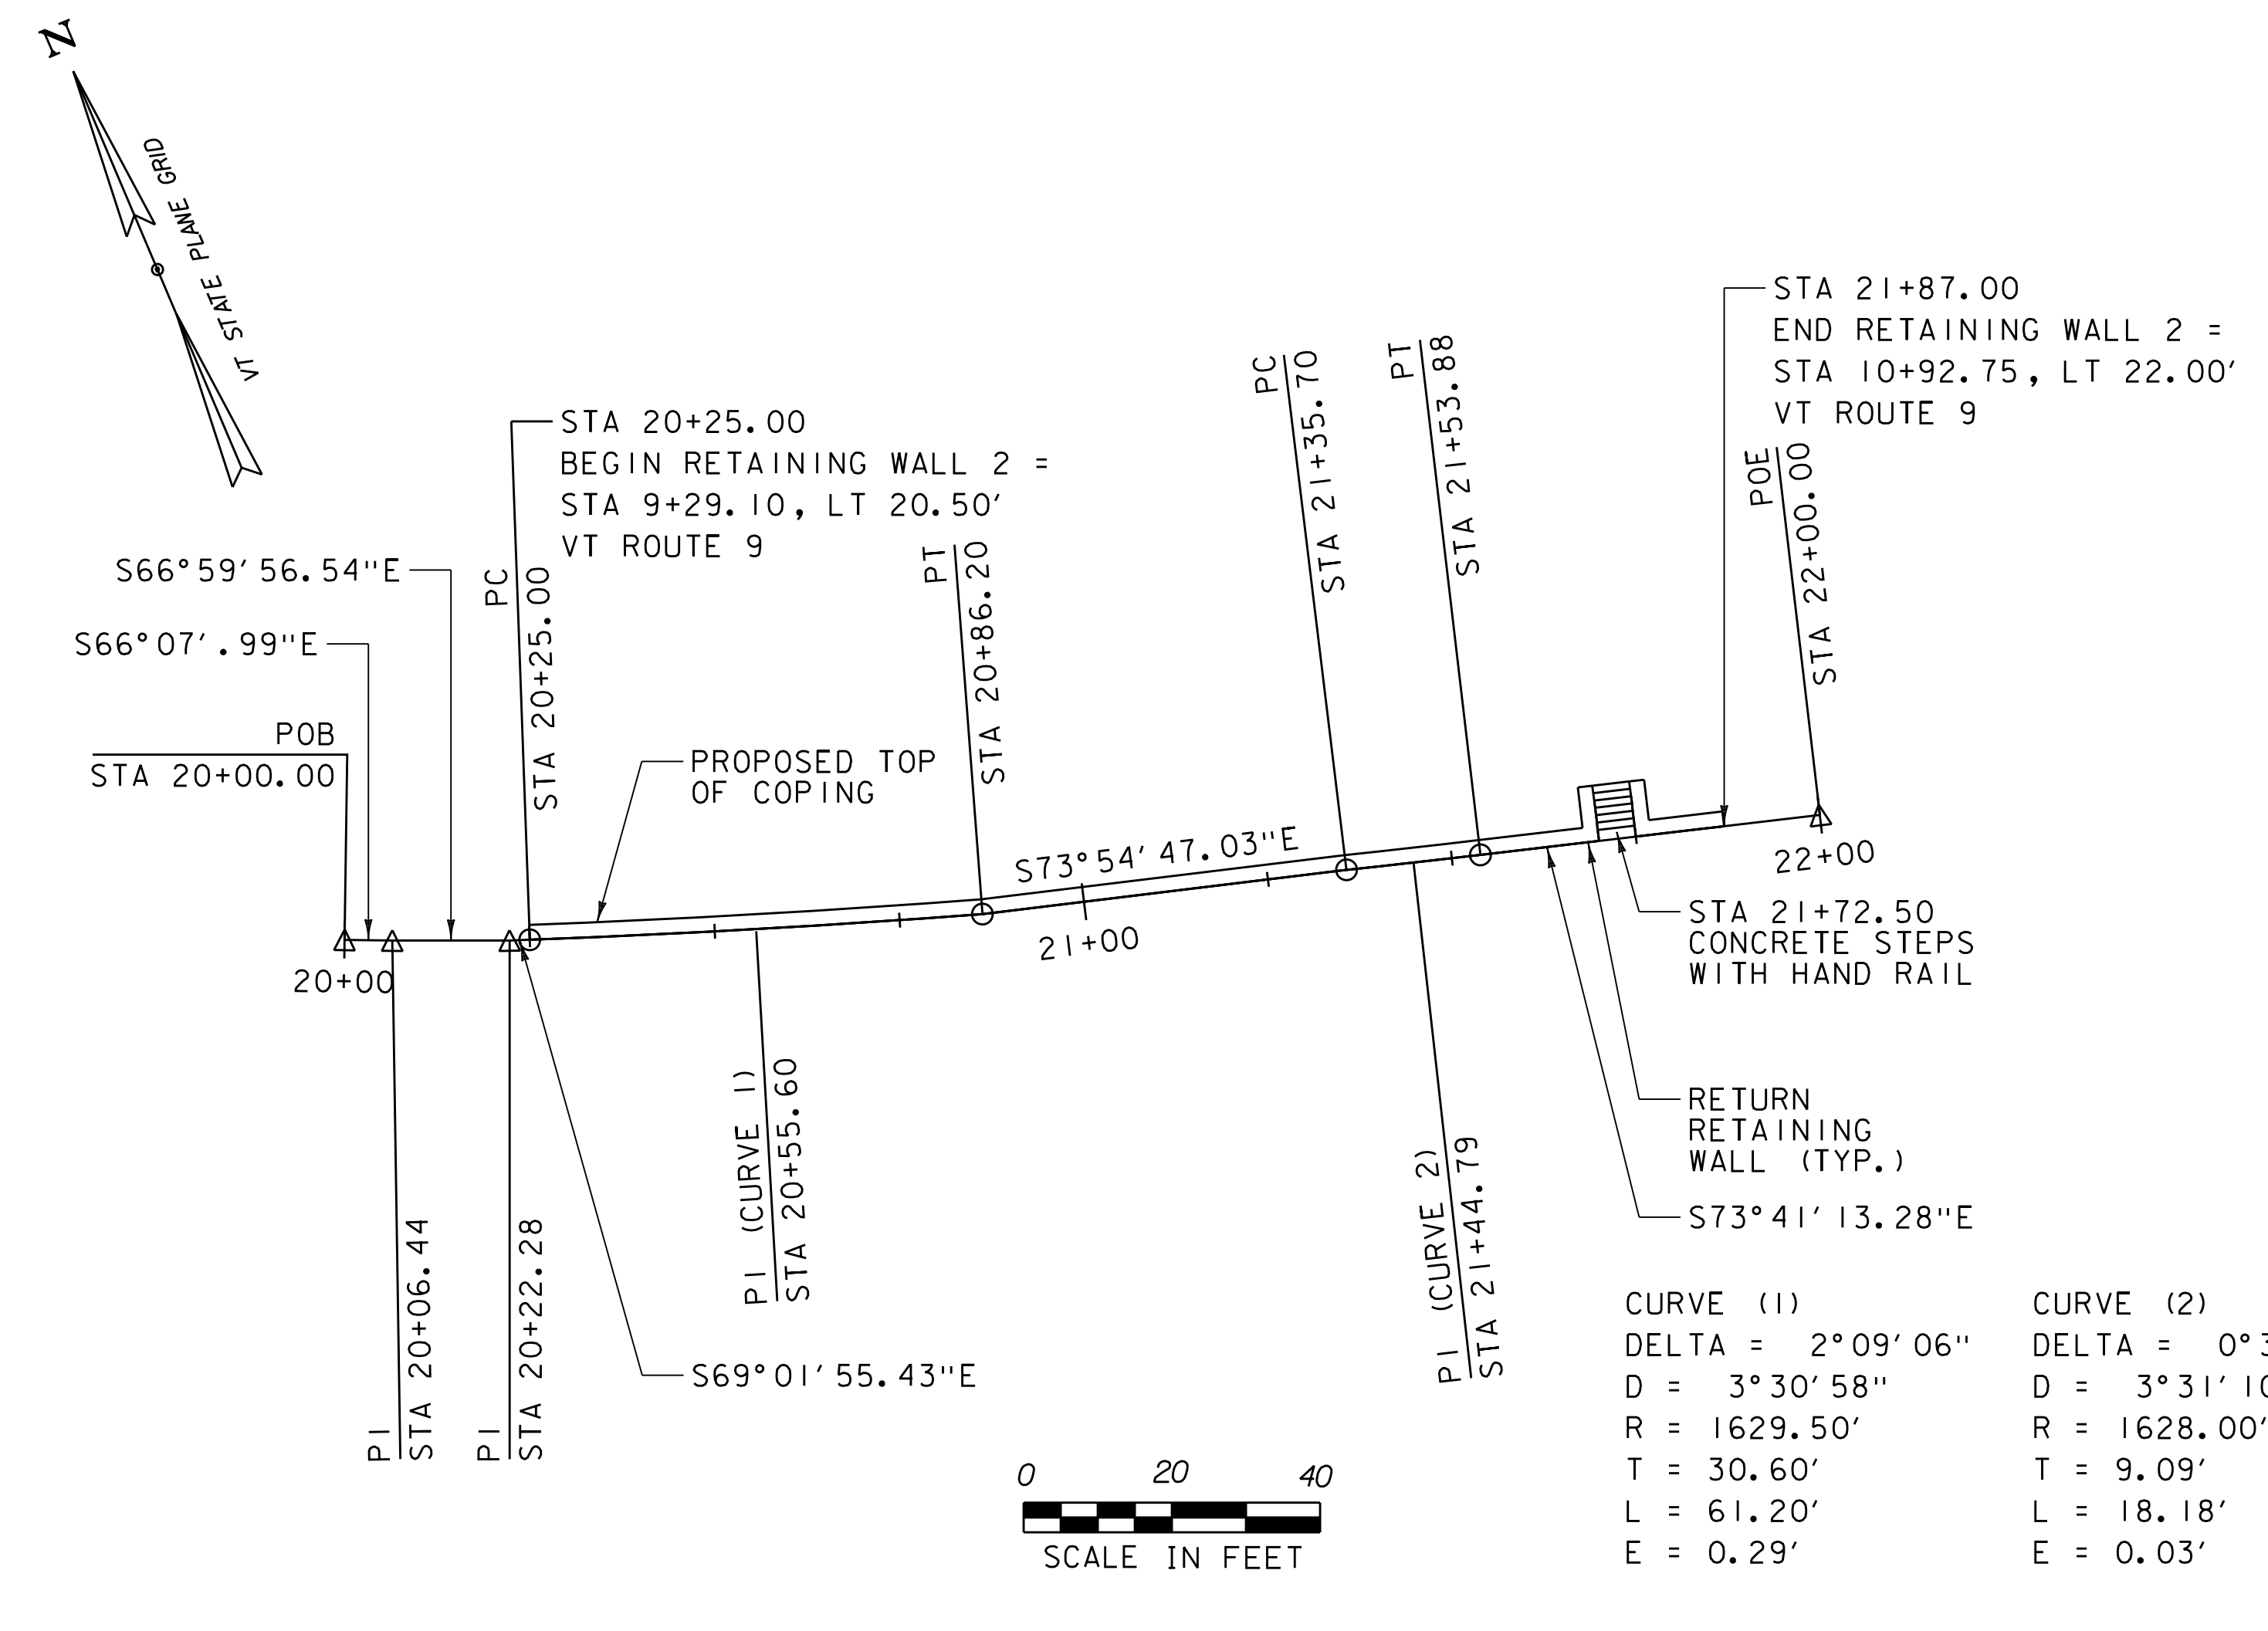 N
VT STATE PLANE GRID
STA 21+87.00
END RETAINING WALL 2 =
STA 10+92.75, LT 22.00'
VT ROUTE 9
PC
STA 21+35.70
PT
STA 21+53.88
STA 20+25.00
BEGIN RETAINING WALL 2 =
STA 9+29.10, LT 20.50'
VT ROUTE 9
POE
STA 22+00.00
S66°59'56.54"E
PC
STA 20+25.00
PT
STA 20+86.20
S66°07'.99"E
POB
STA 20+00.00
PROPOSED TOP
OF COPING
S73°54'47.03"E
20+00
21+00
22+00
STA 21+72.50
CONCRETE STEPS
WITH HAND RAIL
RETURN
RETAINING
WALL (TYP.)
S73°41'13.28"E
PI (CURVE 1)
STA 20+55.60
PI (CURVE 2)
STA 21+44.79
PI
STA 20+06.44
PI
STA 20+22.28
S69°01'55.43"E
CURVE (1)
DELTA = 2°09'06"
D = 3°30'58"
R = 1629.50'
T = 30.60'
L = 61.20'
E = 0.29'
CURVE (2)
DELTA = 0°3
D = 3°31'10
R = 1628.00'
T = 9.09'
L = 18.18'
E = 0.03'
0 20 40
SCALE IN FEET